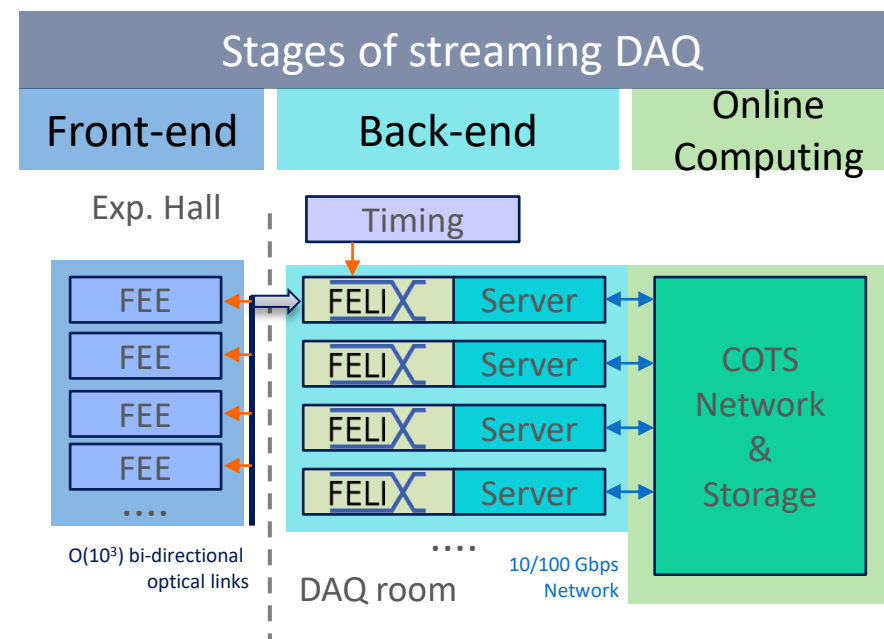 Stages of streaming DAQ
Front-end
Back-end
Online
Computing
Exp. Hall
Timing
FEE
FELIX
Server
FEE
FELIX
Server
FEE
FELIX
Server
FEE
FELIX
Server
....
COTS
Network
&
Storage
O(10³) bi-directional
optical links
....
DAQ room
10/100 Gbps
Network